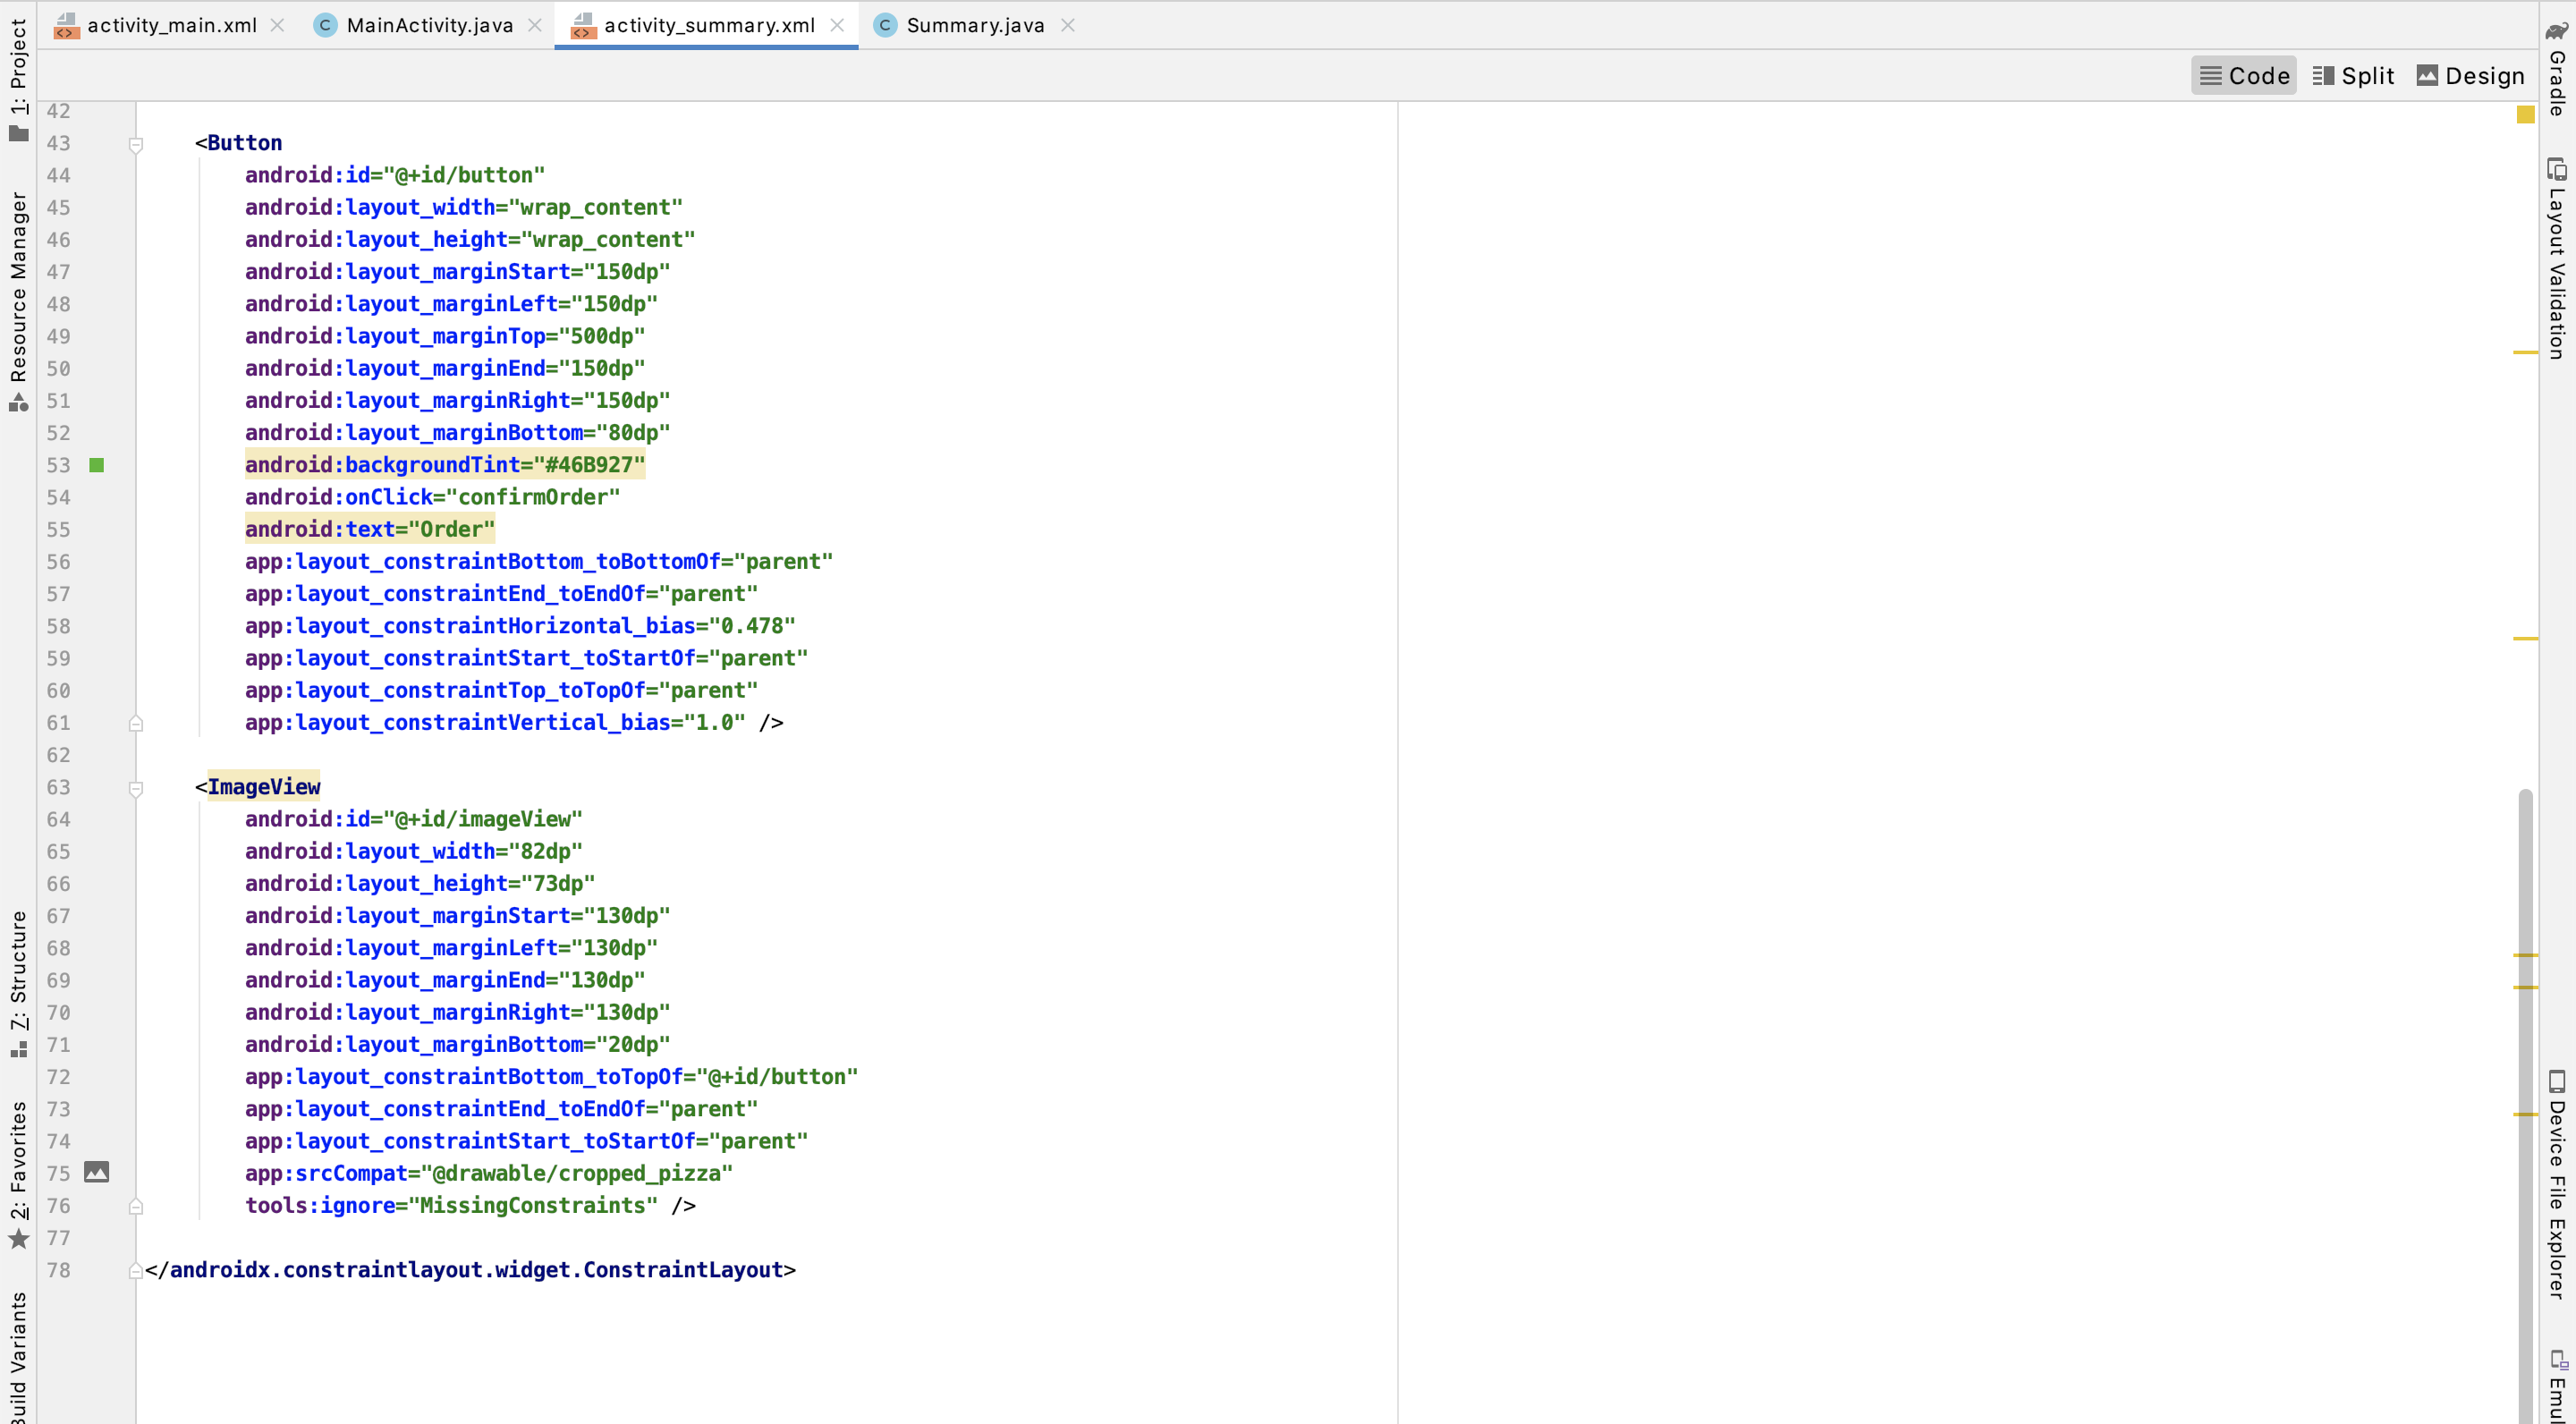 activity_main.xml
MainActivity.java
activity_summary.xml
Summary.java
Code
Split
Design
1: Project
Resource Manager
7: Structure
2: Favorites
Build Variants
42
43 <Button
44 android:id="@+id/button"
45 android:layout_width="wrap_content"
46 android:layout_height="wrap_content"
47 android:layout_marginStart="150dp"
48 android:layout_marginLeft="150dp"
49 android:layout_marginTop="500dp"
50 android:layout_marginEnd="150dp"
51 android:layout_marginRight="150dp"
52 android:layout_marginBottom="80dp"
53 android:backgroundTint="#46B927"
54 android:onClick="confirmOrder"
55 android:text="Order"
56 app:layout_constraintBottom_toBottomOf="parent"
57 app:layout_constraintEnd_toEndOf="parent"
58 app:layout_constraintHorizontal_bias="0.478"
59 app:layout_constraintStart_toStartOf="parent"
60 app:layout_constraintTop_toTopOf="parent"
61 app:layout_constraintVertical_bias="1.0" />
62
63 <ImageView
64 android:id="@+id/imageView"
65 android:layout_width="82dp"
66 android:layout_height="73dp"
67 android:layout_marginStart="130dp"
68 android:layout_marginLeft="130dp"
69 android:layout_marginEnd="130dp"
70 android:layout_marginRight="130dp"
71 android:layout_marginBottom="20dp"
72 app:layout_constraintBottom_toTopOf="@+id/button"
73 app:layout_constraintEnd_toEndOf="parent"
74 app:layout_constraintStart_toStartOf="parent"
75 app:srcCompat="@drawable/cropped_pizza"
76 tools:ignore="MissingConstraints" />
77
78 </androidx.constraintlayout.widget.ConstraintLayout>
Gradle
Layout Validation
Device File Explorer
Emul